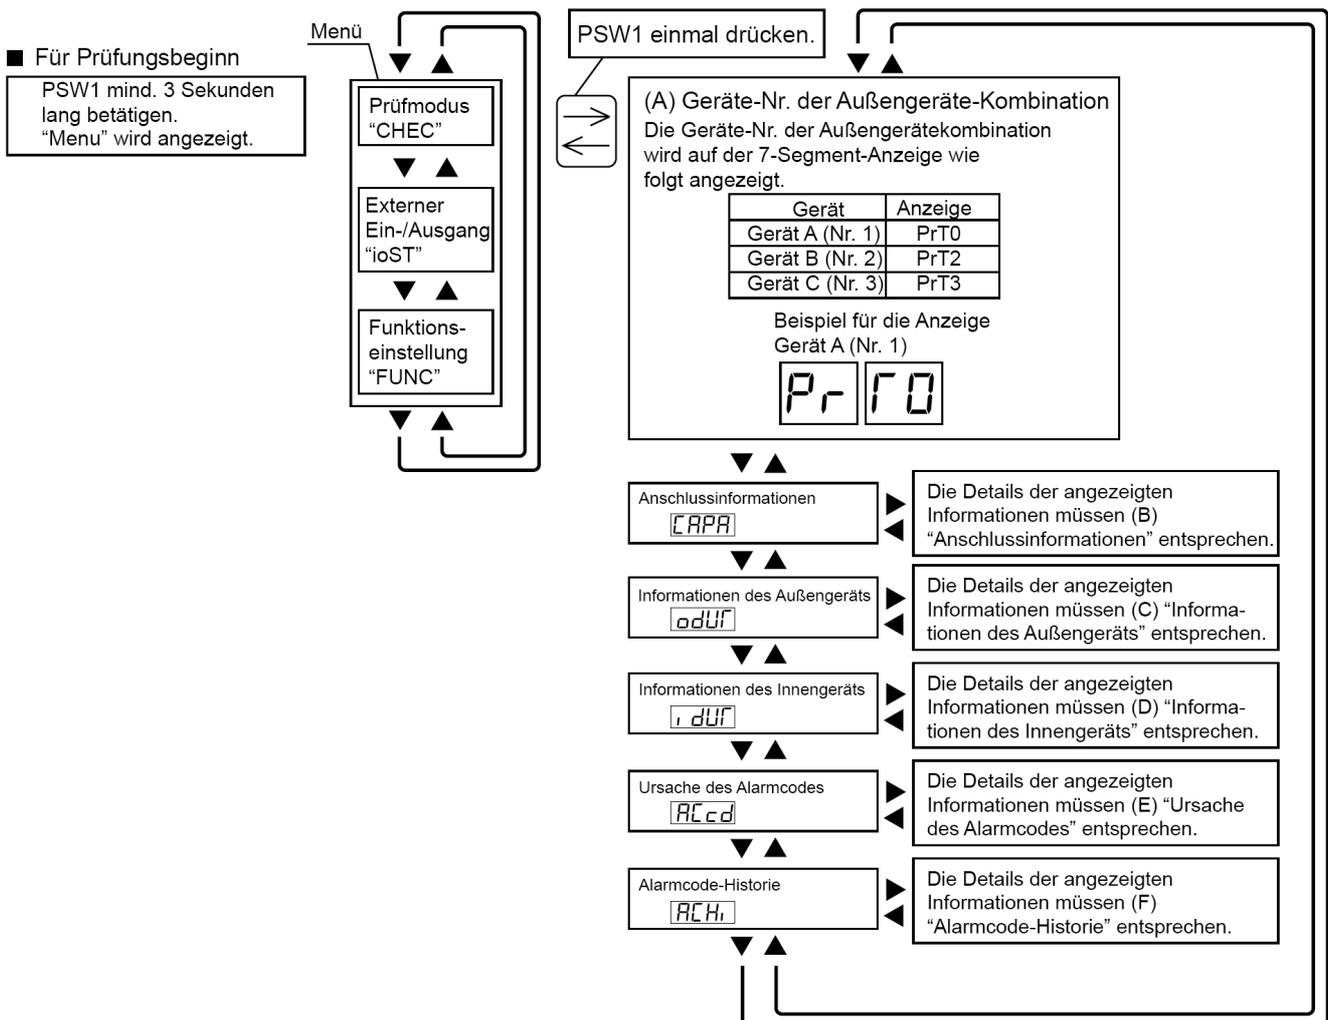 Menü
■ Für Prüfungsbeginn
PSW1 mind. 3 Sekunden
lang betätigen.
“Menu” wird angezeigt.
Prüfmodus
“CHEC”
Externer
Ein-/Ausgang
“ioST”
Funktions-
einstellung
“FUNC”
PSW1 einmal drücken.
(A) Geräte-Nr. der Außengeräte-Kombination
Die Geräte-Nr. der Außengerätekombination
wird auf der 7-Segment-Anzeige wie
folgt angezeigt.
Gerät Anzeige
Gerät A (Nr. 1) PrT0
Gerät B (Nr. 2) PrT2
Gerät C (Nr. 3) PrT3
Beispiel für die Anzeige
Gerät A (Nr. 1)
Pr T0
Anschlussinformationen
CAPA
Die Details der angezeigten
Informationen müssen (B)
“Anschlussinformationen” entsprechen.
Informationen des Außengeräts
odUT
Die Details der angezeigten
Informationen müssen (C) “Informa-
tionen des Außengeräts” entsprechen.
Informationen des Innengeräts
idUT
Die Details der angezeigten
Informationen müssen (D) “Informa-
tionen des Innengeräts” entsprechen.
Ursache des Alarmcodes
ACcd
Die Details der angezeigten
Informationen müssen (E) “Ursache
des Alarmcodes” entsprechen.
Alarmcode-Historie
ACHi
Die Details der angezeigten
Informationen müssen (F)
“Alarmcode-Historie” entsprechen.